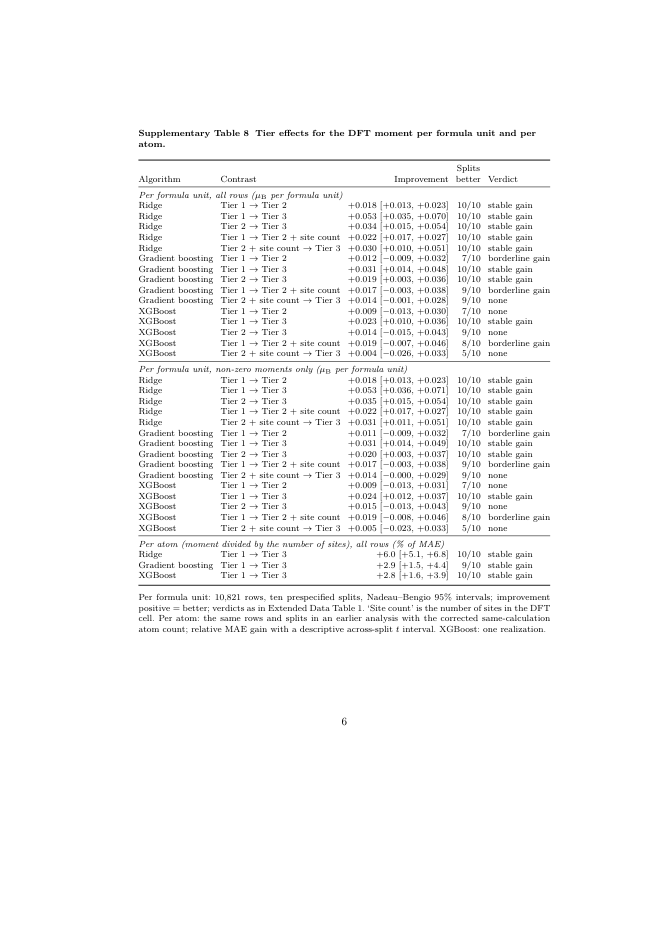 Supplementary Table 8 Tier effects for the DFT moment per formula unit and per
atom.
Splits
Algorithm Contrast Improvement better Verdict
Per formula unit, all rows (μB per formula unit)
Ridge Tier 1 → Tier 2 +0.018 [+0.013, +0.023] 10/10 stable gain
Ridge Tier 1 → Tier 3 +0.053 [+0.035, +0.070] 10/10 stable gain
Ridge Tier 2 → Tier 3 +0.034 [+0.015, +0.054] 10/10 stable gain
Ridge Tier 1 → Tier 2 + site count +0.022 [+0.017, +0.027] 10/10 stable gain
Ridge Tier 2 + site count → Tier 3 +0.030 [+0.010, +0.051] 10/10 stable gain
Gradient boosting Tier 1 → Tier 2 +0.012 [−0.009, +0.032] 7/10 borderline gain
Gradient boosting Tier 1 → Tier 3 +0.031 [+0.014, +0.048] 10/10 stable gain
Gradient boosting Tier 2 → Tier 3 +0.019 [+0.003, +0.036] 10/10 stable gain
Gradient boosting Tier 1 → Tier 2 + site count +0.017 [−0.003, +0.038] 9/10 borderline gain
Gradient boosting Tier 2 + site count → Tier 3 +0.014 [−0.001, +0.028] 9/10 none
XGBoost Tier 1 → Tier 2 +0.009 [−0.013, +0.030] 7/10 none
XGBoost Tier 1 → Tier 3 +0.023 [+0.010, +0.036] 10/10 stable gain
XGBoost Tier 2 → Tier 3 +0.014 [−0.015, +0.043] 9/10 none
XGBoost Tier 1 → Tier 2 + site count +0.019 [−0.007, +0.046] 8/10 borderline gain
XGBoost Tier 2 + site count → Tier 3 +0.004 [−0.026, +0.033] 5/10 none
Per formula unit, non-zero moments only (μB per formula unit)
Ridge Tier 1 → Tier 2 +0.018 [+0.013, +0.023] 10/10 stable gain
Ridge Tier 1 → Tier 3 +0.053 [+0.036, +0.071] 10/10 stable gain
Ridge Tier 2 → Tier 3 +0.035 [+0.015, +0.054] 10/10 stable gain
Ridge Tier 1 → Tier 2 + site count +0.022 [+0.017, +0.027] 10/10 stable gain
Ridge Tier 2 + site count → Tier 3 +0.031 [+0.011, +0.051] 10/10 stable gain
Gradient boosting Tier 1 → Tier 2 +0.011 [−0.009, +0.032] 7/10 borderline gain
Gradient boosting Tier 1 → Tier 3 +0.031 [+0.014, +0.049] 10/10 stable gain
Gradient boosting Tier 2 → Tier 3 +0.020 [+0.003, +0.037] 10/10 stable gain
Gradient boosting Tier 1 → Tier 2 + site count +0.017 [−0.003, +0.038] 9/10 borderline gain
Gradient boosting Tier 2 + site count → Tier 3 +0.014 [−0.000, +0.029] 9/10 none
XGBoost Tier 1 → Tier 2 +0.009 [−0.013, +0.031] 7/10 none
XGBoost Tier 1 → Tier 3 +0.024 [+0.012, +0.037] 10/10 stable gain
XGBoost Tier 2 → Tier 3 +0.015 [−0.013, +0.043] 9/10 none
XGBoost Tier 1 → Tier 2 + site count +0.019 [−0.008, +0.046] 8/10 borderline gain
XGBoost Tier 2 + site count → Tier 3 +0.005 [−0.023, +0.033] 5/10 none
Per atom (moment divided by the number of sites), all rows (% of MAE)
Ridge Tier 1 → Tier 3 +6.0 [+5.1, +6.8] 10/10 stable gain
Gradient boosting Tier 1 → Tier 3 +2.9 [+1.5, +4.4] 9/10 stable gain
XGBoost Tier 1 → Tier 3 +2.8 [+1.6, +3.9] 10/10 stable gain
Per formula unit: 10,821 rows, ten prespecified splits, Nadeau–Bengio 95% intervals; improvement
positive = better; verdicts as in Extended Data Table 1. ‘Site count’ is the number of sites in the DFT
cell. Per atom: the same rows and splits in an earlier analysis with the corrected same-calculation
atom count; relative MAE gain with a descriptive across-split t interval. XGBoost: one realization.
6